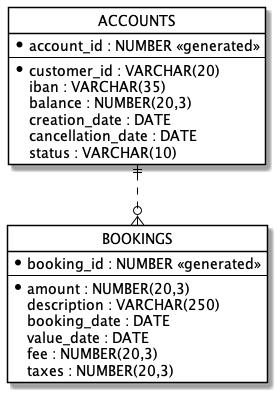 ACCOUNTS
• account_id : NUMBER «generated»
• customer_id : VARCHAR(20)
iban : VARCHAR(35)
balance : NUMBER(20,3)
creation_date : DATE
cancellation_date : DATE
status : VARCHAR(10)
BOOKINGS
• booking_id : NUMBER «generated»
• amount : NUMBER(20,3)
description : VARCHAR(250)
booking_date : DATE
value_date : DATE
fee : NUMBER(20,3)
taxes : NUMBER(20,3)